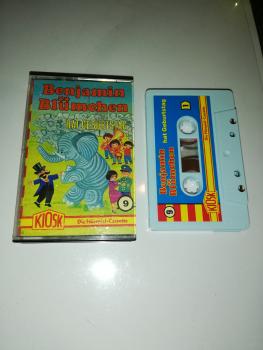 Benjamin
Blümchen
HAT GEBURTSTAG
9
KIOSK
Die Hörspiel-Cassette
hat Geburtstag
Benjamin
Blümchen
9
KIOSK